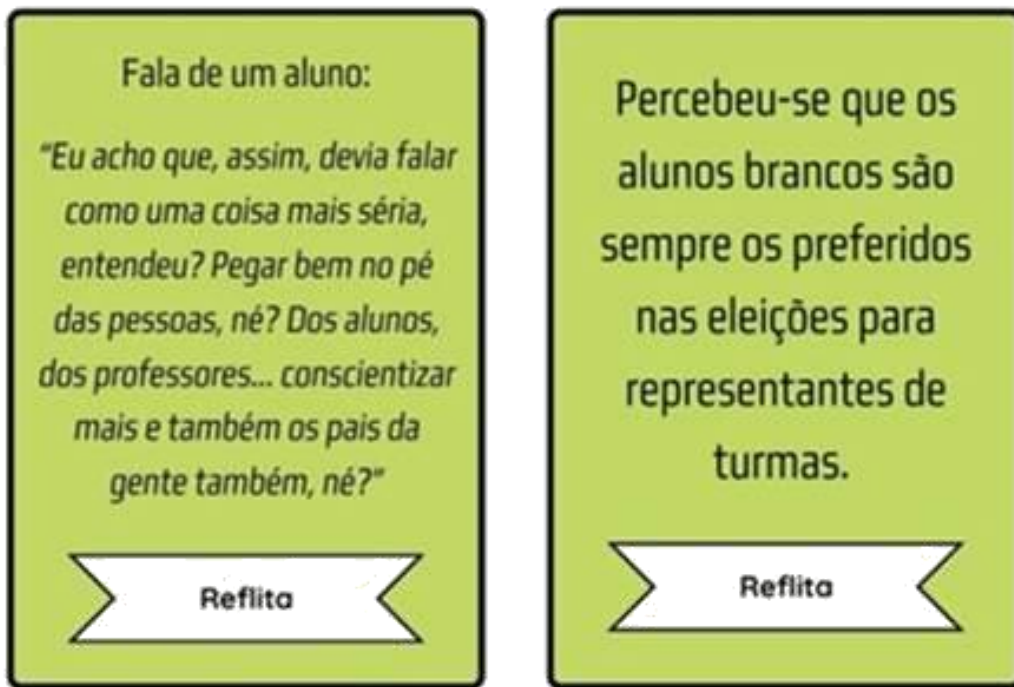 Fala de um aluno:
"Eu acho que, assim, devia falar
como uma coisa mais séria,
entendeu? Pegar bem no pé
das pessoas, né? Dos alunos,
dos professores... conscientizar
mais e também os pais da
gente também, né?"
Reflita
Percebeu-se que os
alunos brancos são
sempre os preferidos
nas eleições para
representantes de
turmas.
Reflita